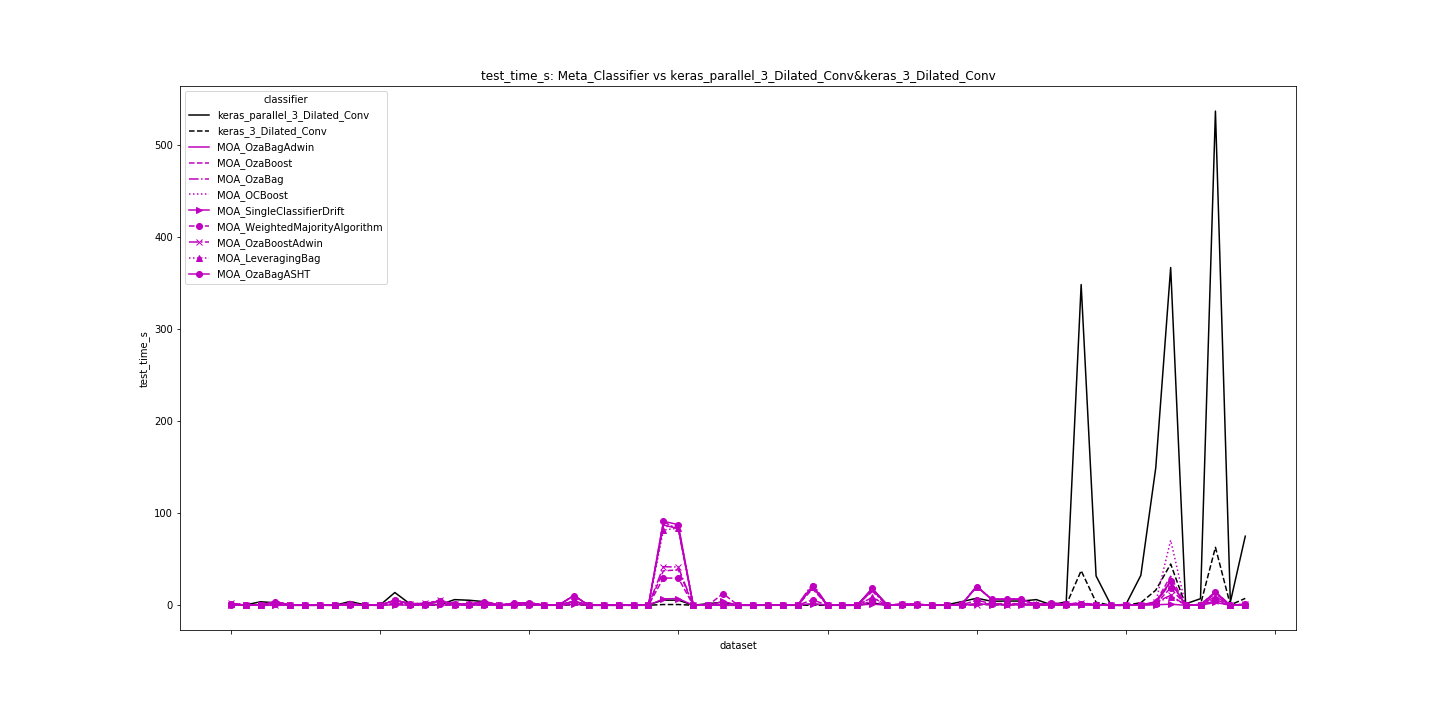 test_time_s: Meta_Classifier vs keras_parallel_3_Dilated_Conv&keras_3_Dilated_Conv
classifier
keras_parallel_3_Dilated_Conv
keras_3_Dilated_Conv
MOA_OzaBagAdwin
MOA_OzaBoost
MOA_OzaBag
MOA_OCBoost
MOA_SingleClassifierDrift
MOA_WeightedMajorityAlgorithm
MOA_OzaBoostAdwin
MOA_LeveragingBag
MOA_OzaBagASHT
500
400
300
200
100
0
test_time_s
dataset